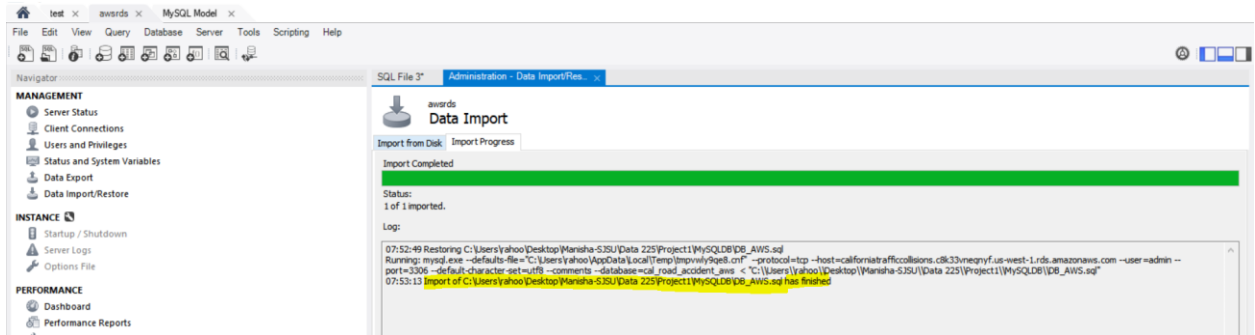 test × awsrds × MySQL Model ×
File Edit View Query Database Server Tools Scripting Help
Navigator
SQL File 3* Administration - Data Import/Res... ×
MANAGEMENT
Server Status
Client Connections
Users and Privileges
Status and System Variables
Data Export
Data Import/Restore
INSTANCE
Startup / Shutdown
Server Logs
Options File
PERFORMANCE
Dashboard
Performance Reports
awsrds
Data Import
Import from Disk Import Progress
Import Completed
Status:
1 of 1 imported.
Log:
07:52:49 Restoring C:\Users\rahoo\Desktop\Manisha-SJSU\Data 225\Project1\MySQLDB\DB_AWS.sql
Running: mysql.exe --defaults-file="C:\Users\rahoo\AppData\Local\Temp\tmpvwly9qe8.cnf" --protocol=tcp --host=californiatrafficcollisions.c8k33vneqnyf.us-west-1.rds.amazonaws.com --user=admin --
port=3306 --default-character-set=utf8 --comments --database=cal_road_accident_aws < "C:\\Users\\rahoo\\Desktop\\Manisha-SJSU\\Data 225\\Project1\\MySQLDB\\DB_AWS.sql"
07:53:13 Import of C:\Users\rahoo\Desktop\Manisha-SJSU\Data 225\Project1\MySQLDB\DB_AWS.sql has finished